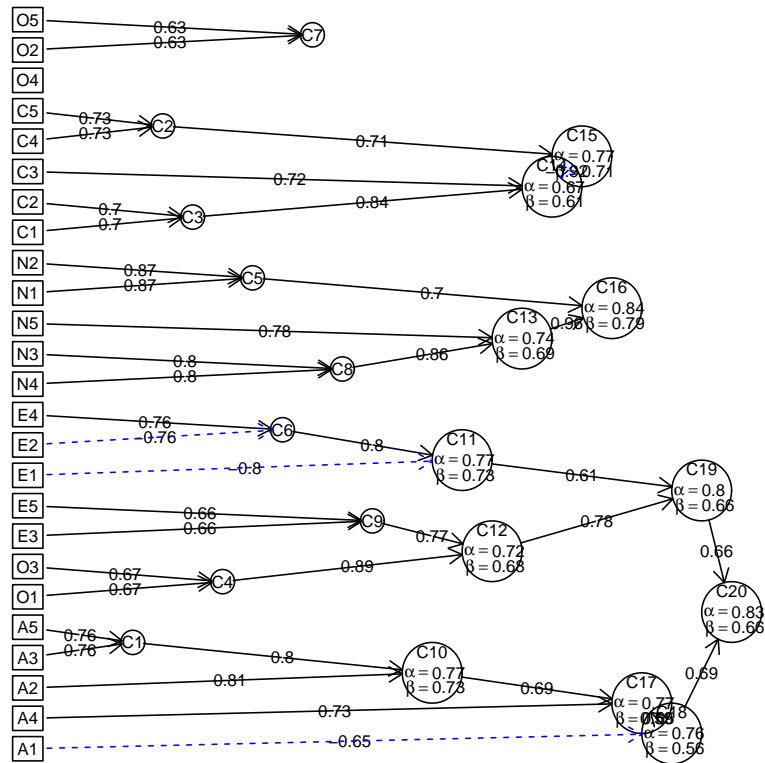 O5
0.63
C7
O2
0.63
O4
C5
0.73
C2
C4
0.73
0.71
C15
α = 0.77
C3
0.72
α = 0.67
β = 0.61
C2
0.7
C3
C1
0.7
0.84
N2
0.87
C5
N1
0.87
0.7
C16
α = 0.84
β = 0.79
N5
0.78
C13
α = 0.74
β = 0.69
0.96
N3
0.8
C8
N4
0.8
0.86
E4
0.76
C6
E2
−0.76
0.8
C11
α = 0.77
β = 0.73
E1
−0.8
0.61
C19
α = 0.8
β = 0.66
E5
0.66
C9
E3
0.66
0.77
C12
α = 0.72
β = 0.63
0.78
O3
0.67
C4
O1
0.67
0.89
0.66
C20
α = 0.83
β = 0.66
A5
0.76
C1
A3
0.76
0.8
C10
α = 0.77
β = 0.73
A2
0.81
0.69
C17
α = 0.77
0.69
A4
0.73
C18
α = 0.76
β = 0.56
A1
−0.65